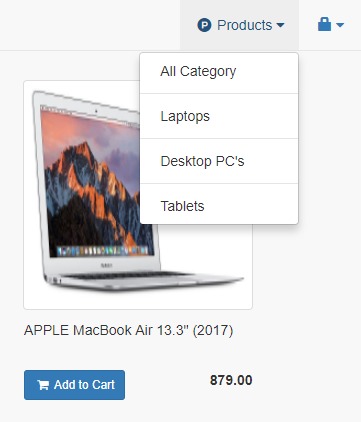 P Products
All Category
Laptops
Desktop PC's
Tablets
APPLE MacBook Air 13.3" (2017)
Add to Cart
879.00